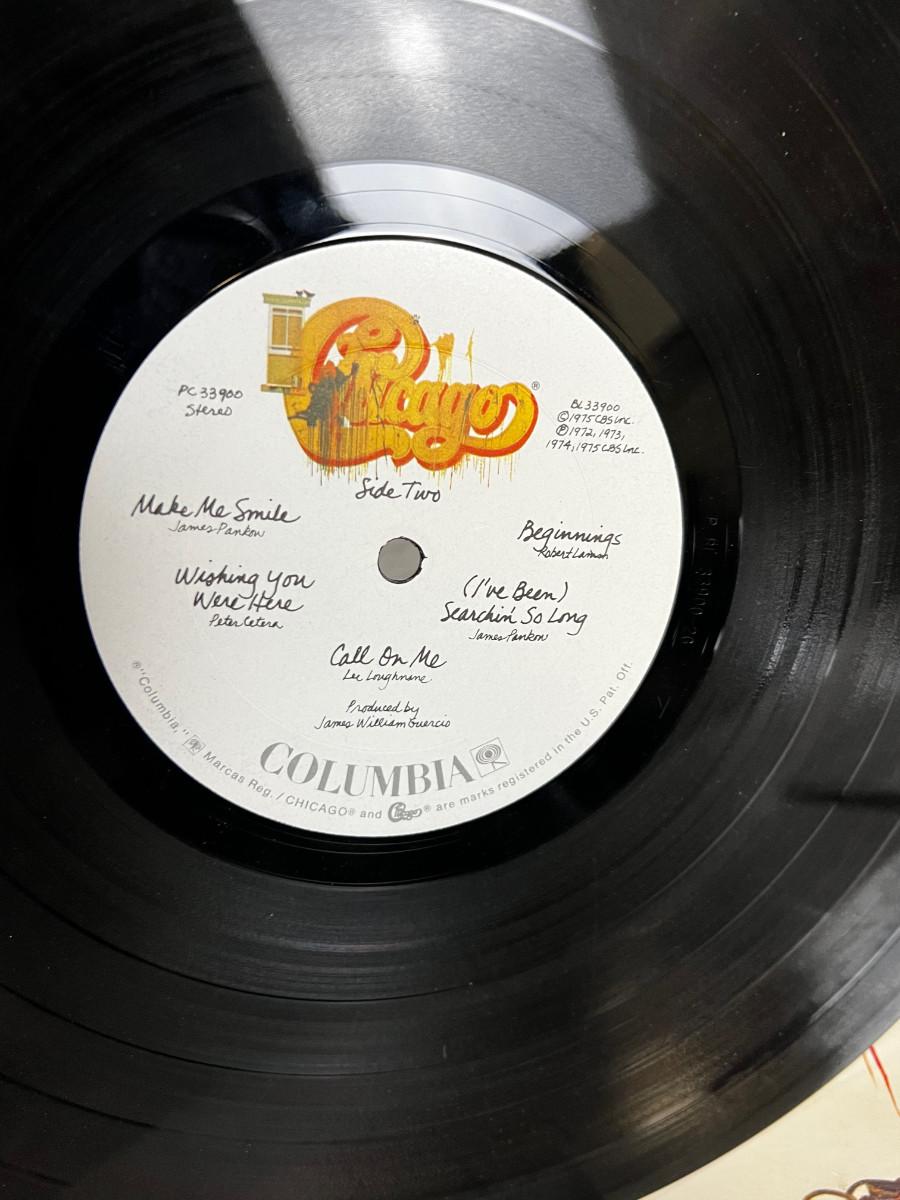 Chicago®
PC 33900
Stereo
BL 33900
©1975 CBS Inc.
℗1972, 1973,
1974, 1975 CBS Inc.
Side Two
Make Me Smile
James Pankow
Wishing You
Were Here
Peter Cetera
Call On Me
Lee Loughnane
Beginnings
Robert Lamm
(I've Been)
Searchin' So Long
James Pankow
Produced by
James William Guercio
COLUMBIA
®"Columbia," Marcas Reg. / CHICAGO® and Chicago® are marks registered in the U.S. Pat. Off.